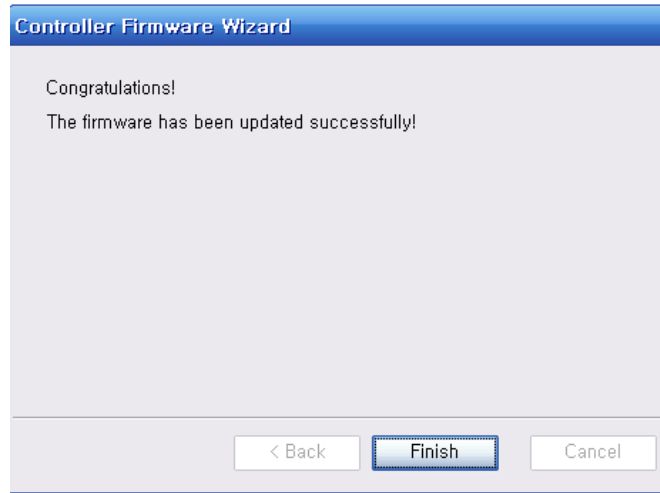 Controller Firmware Wizard
Congratulations!
The firmware has been updated successfully!
< Back Finish Cancel